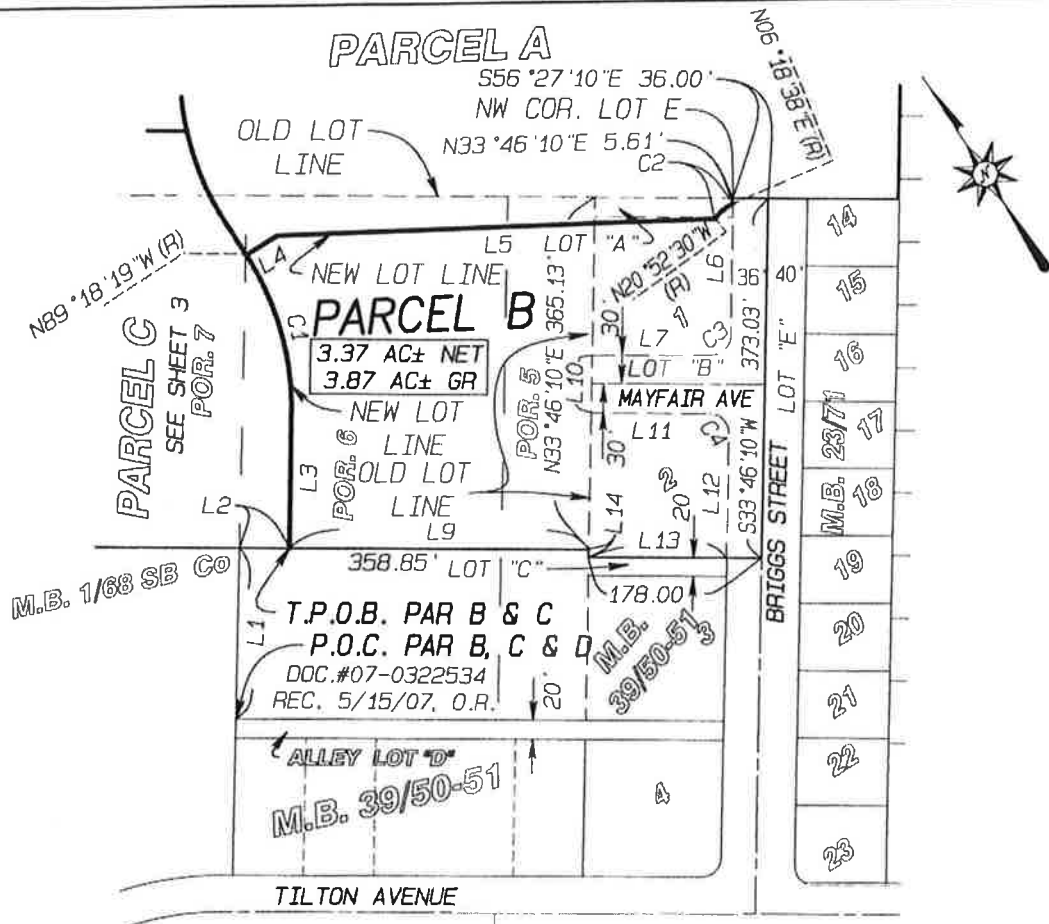 PARCEL A
S56°27'10"E 36.00'
NW COR. LOT E
N33°46'10"E 5.61'
C2
N06°18'38"E (R)
OLD LOT
LINE
N
L4
L5
LOT "A"
NEW LOT LINE
N89°18'19"W (R)
N20°52'30"W
(R)
L6
36'
40'
PARCEL C
SEE SHEET 3
POR. 7
C1
PARCEL B
3.37 AC± NET
3.87 AC± GR
NEW LOT
LINE
POR. 6
OLD LOT
LINE
L3
L2
L9
POR. 5
N33°46'10"E 365.13'
L10
30'
1
L7
C3
LOT "B"
MAYFAIR AVE
L11
C4
30'
2
20'
L14
L12
L13
S33°46'10"W 373.03'
BRIGGS STREET
LOT "E"
14
15
16
M.B. 23/71
17
18
19
20
21
22
23
M.B. 1/68 SB Co
358.85'
LOT "C"
178.00
L1
T.P.O.B. PAR B & C
P.O.C. PAR B, C & D
DOC.#07-0322534
REC. 5/15/07, O.R.
20'
M.B.
39/50-51
3
ALLEY LOT "D"
M.B. 39/50-51
4
TILTON AVENUE